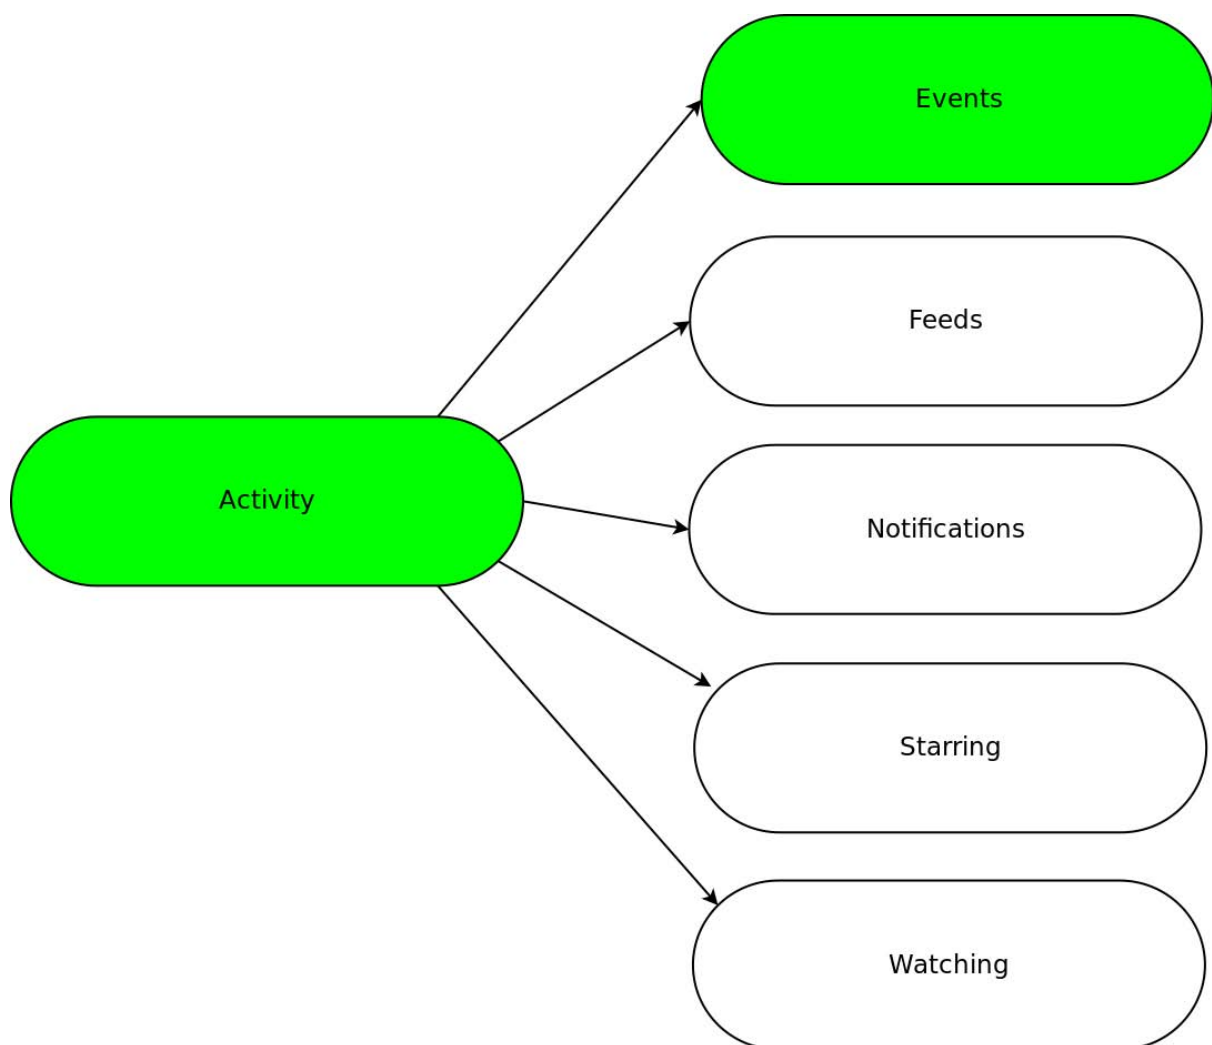 Events
Feeds
Activity
Notifications
Starring
Watching